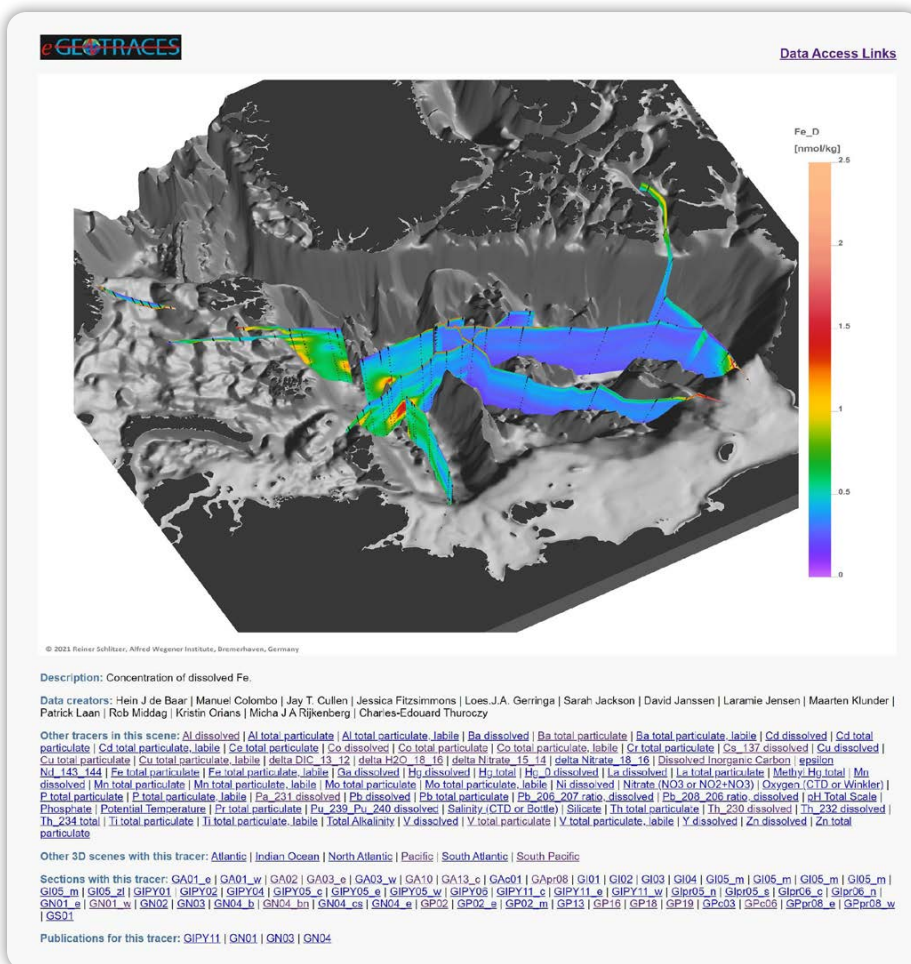 eGEOTRACES
Data Access Links
Fe_D
[nmol/kg]
2.5
2
1.5
1
0.5
0
© 2021 Reiner Schlitzer, Alfred Wegener Institute, Bremerhaven, Germany
Description: Concentration of dissolved Fe.
Data creators: Hein J de Baar | Manuel Colombo | Jay T. Cullen | Jessica Fitzsimmons | Loes.J.A. Gerringa | Sarah Jackson | David Janssen | Laramie Jensen | Maarten Klunder |
Patrick Laan | Rob Middag | Kristin Orians | Micha J A Rijkenberg | Charles-Edouard Thuroczy
Other tracers in this scene: Al dissolved | Al total particulate | Al total particulate, labile | Ba dissolved | Ba total particulate | Ba total particulate, labile | Cd dissolved | Cd total
particulate | Cd total particulate, labile | Ce total particulate | Co dissolved | Co total particulate | Co total particulate, labile | Cr total particulate | Cs_137 dissolved | Cu dissolved |
Cu total particulate | Cu total particulate, labile | delta DIC_13_12 | delta H2O_18_16 | delta Nitrate_15_14 | delta Nitrate_18_16 | Dissolved Inorganic Carbon | epsilon
Nd_143_144 | Fe total particulate | Fe total particulate, labile | Ga dissolved | Hg dissolved | Hg total | Hg_0 dissolved | La dissolved | La total particulate | Methyl Hg total | Mn
dissolved | Mn total particulate | Mn total particulate, labile | Mo total particulate | Mo total particulate, labile | Ni dissolved | Nitrate (NO3 or NO2+NO3) | Oxygen (CTD or Winkler) |
P total particulate | P total particulate, labile | Pa_231 dissolved | Pb dissolved | Pb total particulate | Pb_206_207 ratio, dissolved | Pb_208_206 ratio, dissolved | pH Total Scale |
Phosphate | Potential Temperature | Pr total particulate | Pu_239_Pu_240 dissolved | Salinity (CTD or Bottle) | Silicate | Th total particulate | Th_230 dissolved | Th_232 dissolved |
Th_234 total | Ti total particulate | Ti total particulate, labile | Total Alkalinity | V dissolved | V total particulate | V total particulate, labile | Y dissolved | Zn dissolved | Zn total
particulate
Other 3D scenes with this tracer: Atlantic | Indian Ocean | North Atlantic | Pacific | South Atlantic | South Pacific
Sections with this tracer: GA01_e | GA01_w | GA02 | GA03_e | GA03_w | GA10 | GA13_c | GAc01 | GApr08 | GI01 | GI02 | GI03 | GI04 | GI05_m | GI05_m | GI05_m | GI05_m |
GI05_m | GI05_zl | GIPY01 | GIPY02 | GIPY04 | GIPY05_c | GIPY05_e | GIPY05_w | GIPY06 | GIPY11_c | GIPY11_e | GIPY11_w | GIpr05_n | GIpr05_s | GIpr06_c | GIpr06_n |
GN01_e | GN01_w | GN02 | GN03 | GN04_b | GN04_bn | GN04_cs | GN04_e | GP02 | GP02_e | GP02_m | GP13 | GP16 | GP18 | GP19 | GPc03 | GPc06 | GPpr08_e | GPpr08_w
| GS01
Publications for this tracer: GIPY11 | GN01 | GN03 | GN04